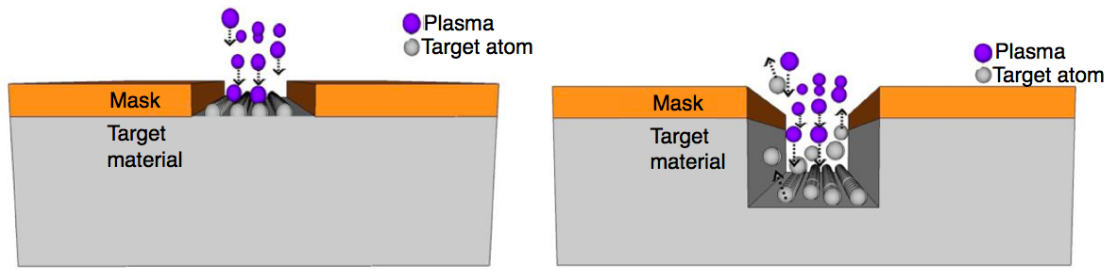 Plasma
Target atom
Mask
Target
material
Plasma
Target atom
Mask
Target
material